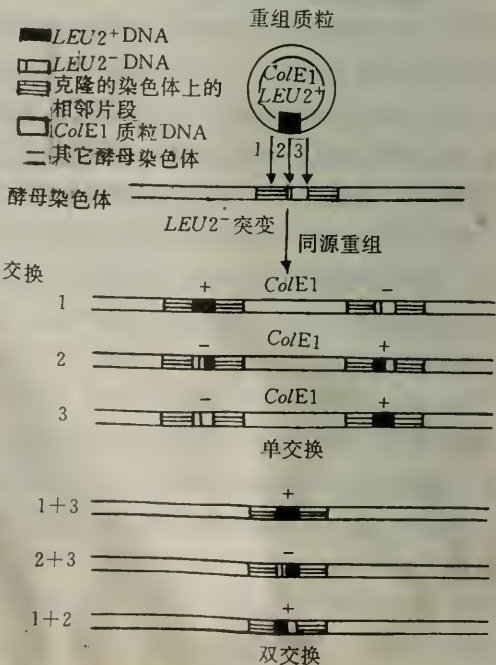 重组质粒
LEU2⁺DNA
LEU2⁻DNA
克隆的染色体上的
相邻片段
ColE1 质粒DNA
其它酵母染色体
ColE1
LEU2⁺
1 2 3
酵母染色体
LEU2⁻突变
同源重组
交换
+ ColE1 −
1
− ColE1 +
2
− ColE1 +
3
单交换
+
1+3
−
2+3
+
1+2
双交换